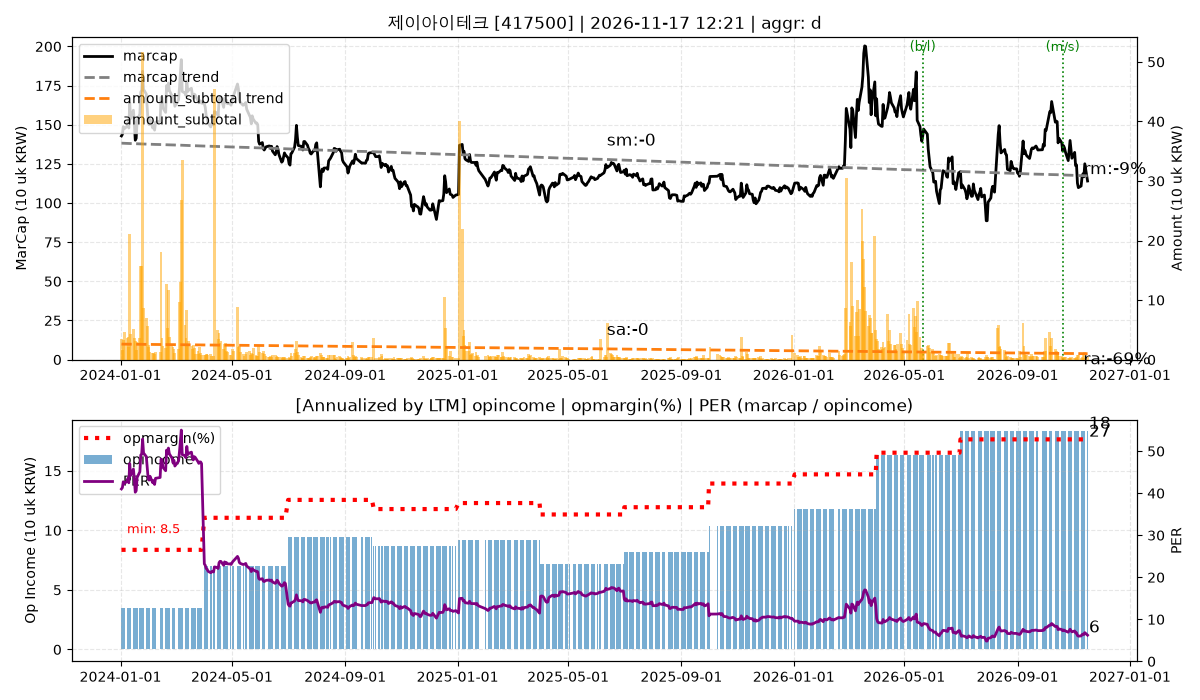 제이아이테크 [417500] | 2026-11-17 12:21 | aggr: d
MarCap (10 uk KRW)
Amount (10 uk KRW)
200
175
150
125
100
75
50
25
0
50
40
30
20
10
0
marcap
marcap trend
amount_subtotal trend
amount_subtotal
(b/l)
(m/s)
sm:-0
rm:-9%
sa:-0
ra:-69%
2024-01-01
2024-05-01
2024-09-01
2025-01-01
2025-05-01
2025-09-01
2026-01-01
2026-05-01
2026-09-01
2027-01-01
[Annualized by LTM] opincome | opmargin(%) | PER (marcap / opincome)
Op Income (10 uk KRW)
PER
15
10
5
0
50
40
30
20
10
0
opmargin(%)
opincome
PER
min: 8.5
18
27
6
2024-01-01
2024-05-01
2024-09-01
2025-01-01
2025-05-01
2025-09-01
2026-01-01
2026-05-01
2026-09-01
2027-01-01